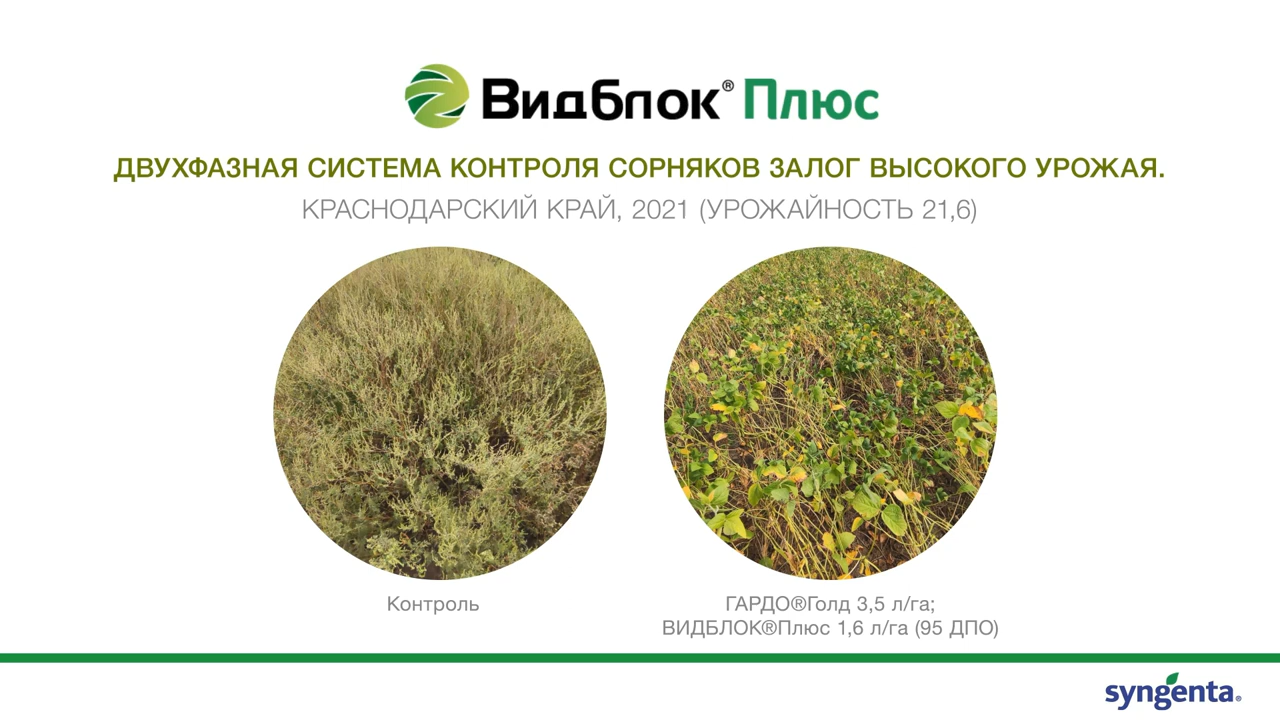 Видблок® Плюс
ДВУХФАЗНАЯ СИСТЕМА КОНТРОЛЯ СОРНЯКОВ ЗАЛОГ ВЫСОКОГО УРОЖАЯ.
КРАСНОДАРСКИЙ КРАЙ, 2021 (УРОЖАЙНОСТЬ 21,6)
Контроль
ГАРДО®Голд 3,5 л/га;
ВИДБЛОК®Плюс 1,6 л/га (95 ДПО)
syngenta®